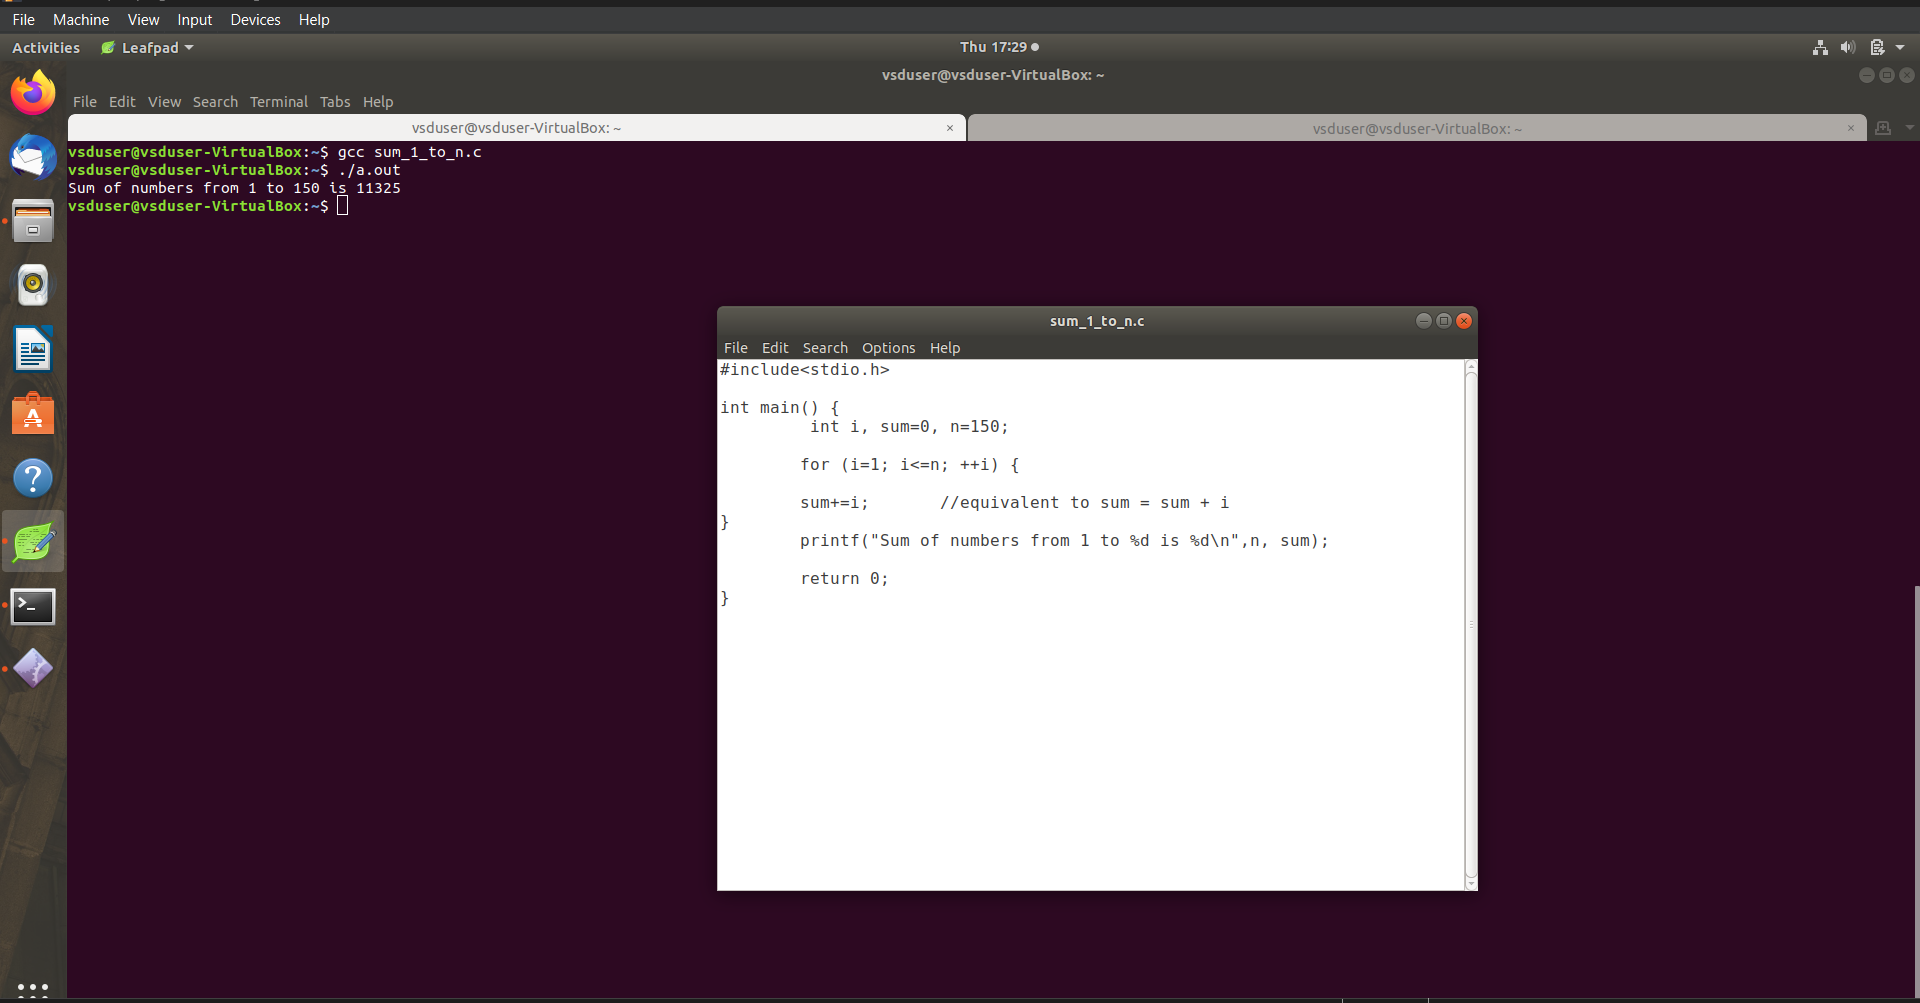 File Machine View Input Devices Help
Activities Leafpad Thu 17:29
vsduser@vsduser-VirtualBox: ~
File Edit View Search Terminal Tabs Help
vsduser@vsduser-VirtualBox: ~ × vsduser@vsduser-VirtualBox: ~ ×
vsduser@vsduser-VirtualBox:~$ gcc sum_1_to_n.c
vsduser@vsduser-VirtualBox:~$ ./a.out
Sum of numbers from 1 to 150 is 11325
vsduser@vsduser-VirtualBox:~$
sum_1_to_n.c
File Edit Search Options Help
#include<stdio.h>
int main() {
int i, sum=0, n=150;
for (i=1; i<=n; ++i) {
sum+=i; //equivalent to sum = sum + i
}
printf("Sum of numbers from 1 to %d is %d\n",n, sum);
return 0;
}